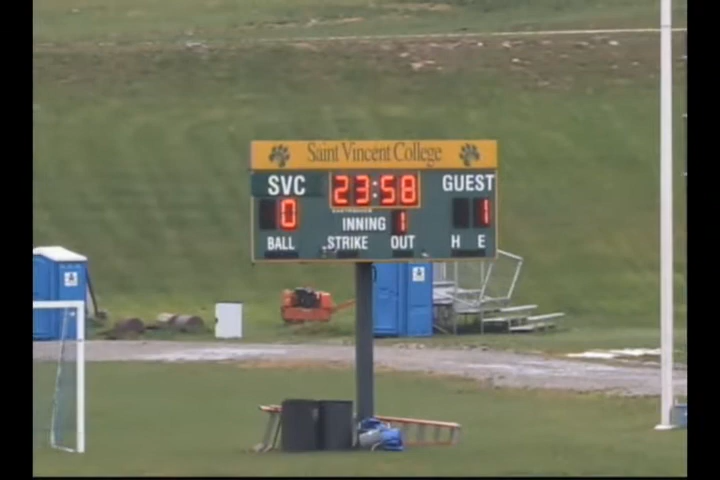 Saint Vincent College
SVC 23:58 GUEST
0 INNING 1 1
BALL STRIKE OUT H E